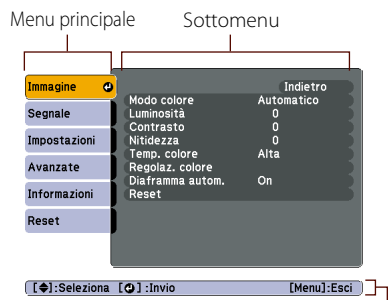 Menu principale Sottomenu
Immagine Indietro
Modo colore Automatico
Segnale Luminosità 0
Contrasto 0
Impostazioni Nitidezza 0
Temp. colore Alta
Avanzate Regolaz. colore
Diaframma autom. On
Informazioni Reset
Reset
[]:Seleziona []:Invio [Menu]:Esci